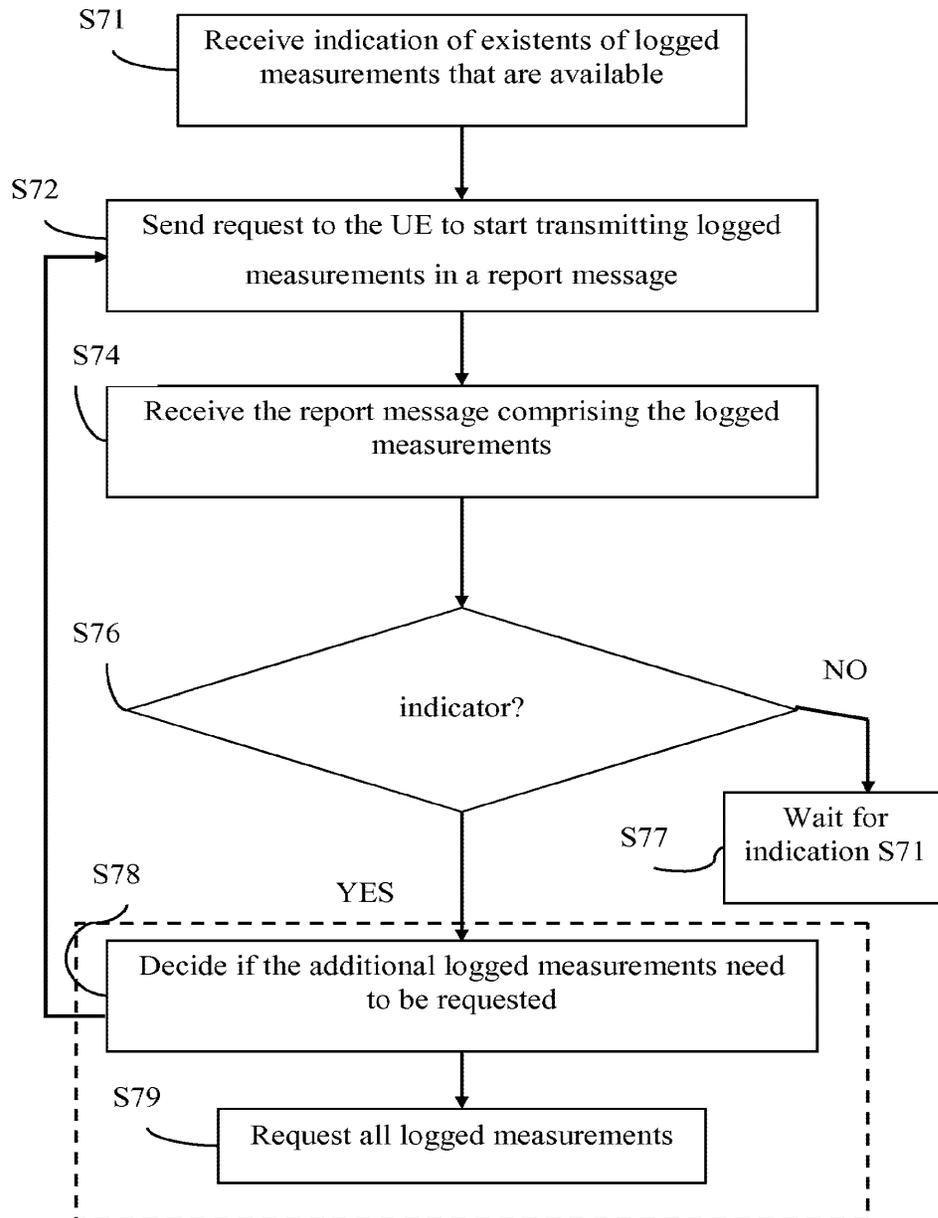 S71
Receive indication of existents of logged
measurements that are available
S72
Send request to the UE to start transmitting logged
measurements in a report message
S74
Receive the report message comprising the logged
measurements
S76
indicator?
NO
S77
Wait for
indication S71
S78
YES
Decide if the additional logged measurements need
to be requested
S79
Request all logged measurements